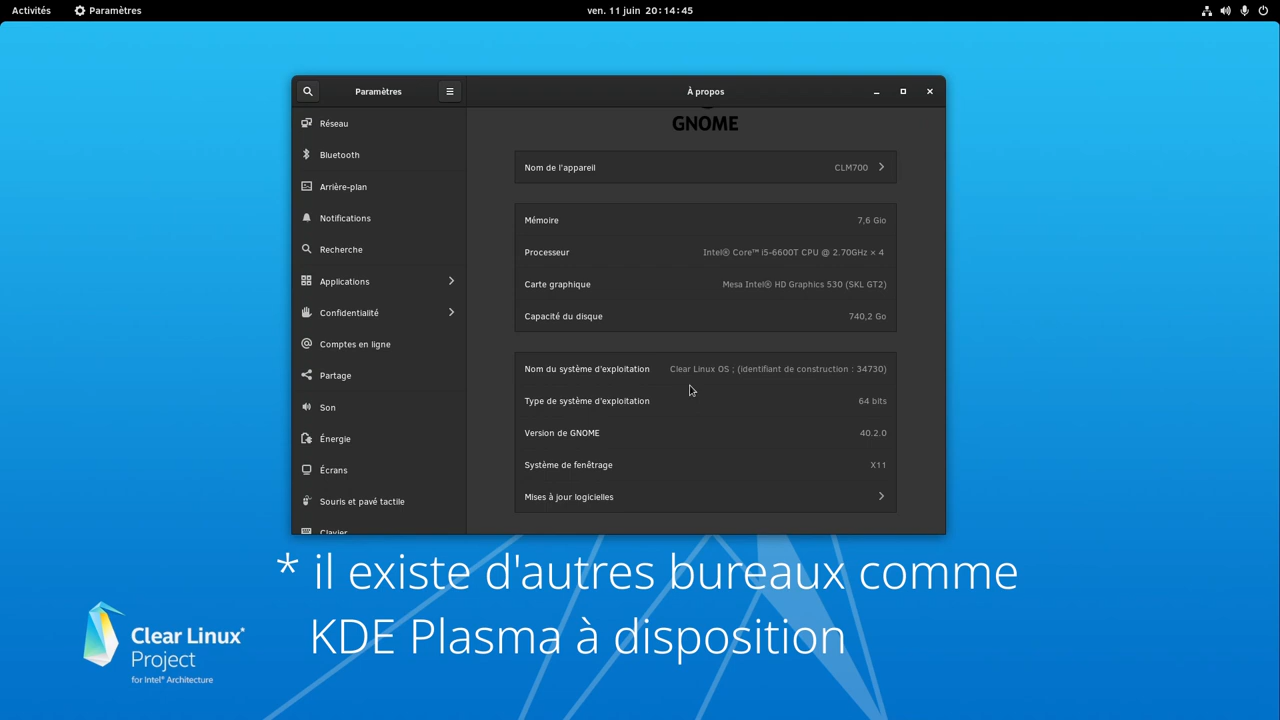 Activités Paramètres ven. 11 juin 20:14:45
Paramètres À propos
GNOME
Réseau
Bluetooth
Arrière-plan
Notifications
Recherche
Applications
Confidentialité
Comptes en ligne
Partage
Son
Énergie
Écrans
Souris et pavé tactile
Clavier
Nom de l'appareil CLM700
Mémoire 7,6 Gio
Processeur Intel® Core™ i5-6600T CPU @ 2.70GHz × 4
Carte graphique Mesa Intel® HD Graphics 530 (SKL GT2)
Capacité du disque 740,2 Go
Nom du système d'exploitation Clear Linux OS ; (identifiant de construction : 34730)
Type de système d'exploitation 64 bits
Version de GNOME 40.2.0
Système de fenêtrage X11
Mises à jour logicielles
* il existe d'autres bureaux comme
KDE Plasma à disposition
Clear Linux*
Project
for Intel® Architecture